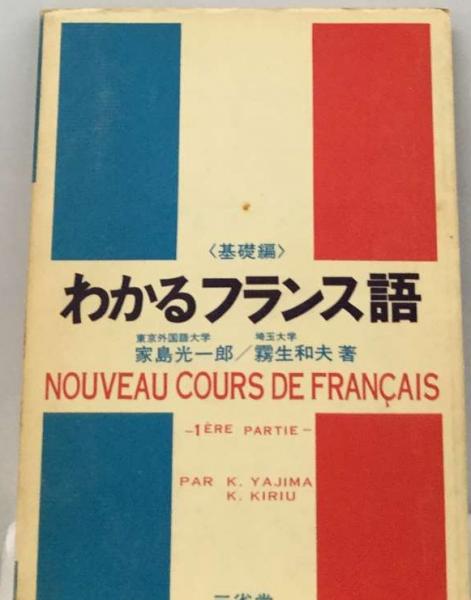 〈基礎編〉
わかるフランス語
東京外国語大学 埼玉大学
家島光一郎／霧生和夫 著
NOUVEAU COURS DE FRANÇAIS
–1ÈRE PARTIE–
PAR K. YAJIMA
K. KIRIU